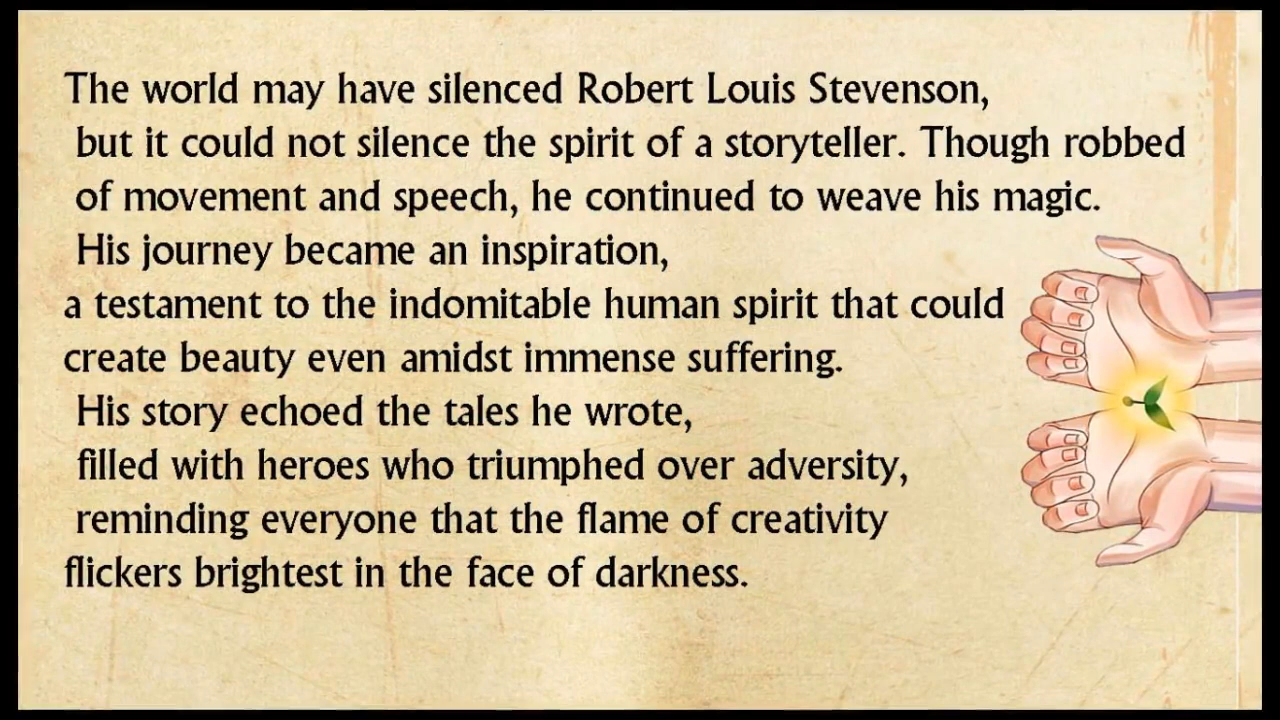 The world may have silenced Robert Louis Stevenson,
but it could not silence the spirit of a storyteller. Though robbed
of movement and speech, he continued to weave his magic.
His journey became an inspiration,
a testament to the indomitable human spirit that could
create beauty even amidst immense suffering.
His story echoed the tales he wrote,
filled with heroes who triumphed over adversity,
reminding everyone that the flame of creativity
flickers brightest in the face of darkness.